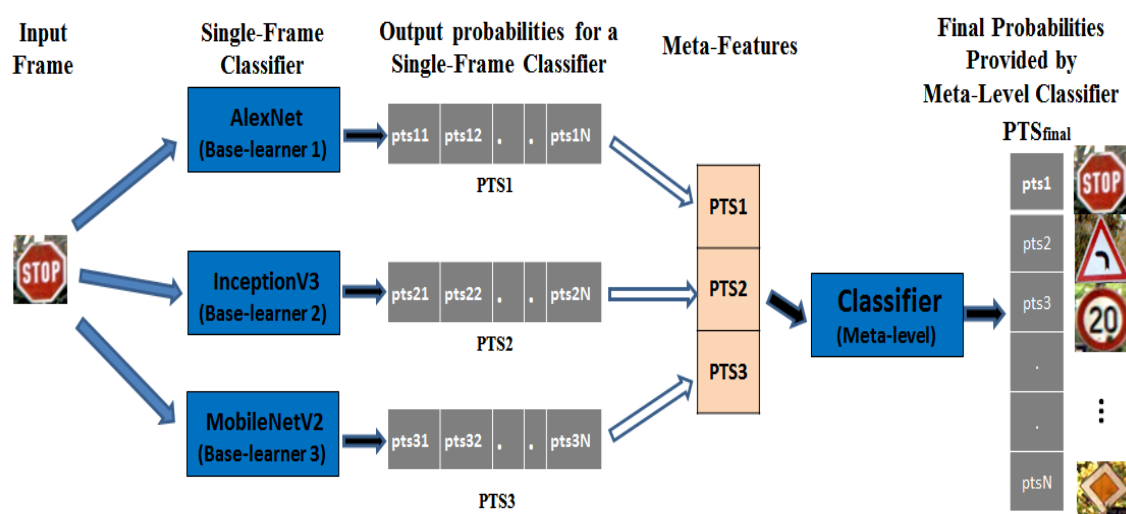 Input
Frame
Single-Frame
Classifier
Output probabilities for a
Single-Frame Classifier
Meta-Features
Final Probabilities
Provided by
Meta-Level Classifier
PTSfinal
STOP
AlexNet
(Base-learner 1)
pts11 pts12 . . pts1N
PTS1
InceptionV3
(Base-learner 2)
pts21 pts22 . . pts2N
PTS2
MobileNetV2
(Base-learner 3)
pts31 pts32 . . pts3N
PTS3
PTS1
PTS2
PTS3
Classifier
(Meta-level)
pts1
pts2
pts3
.
.
ptsN
STOP
20
⋮